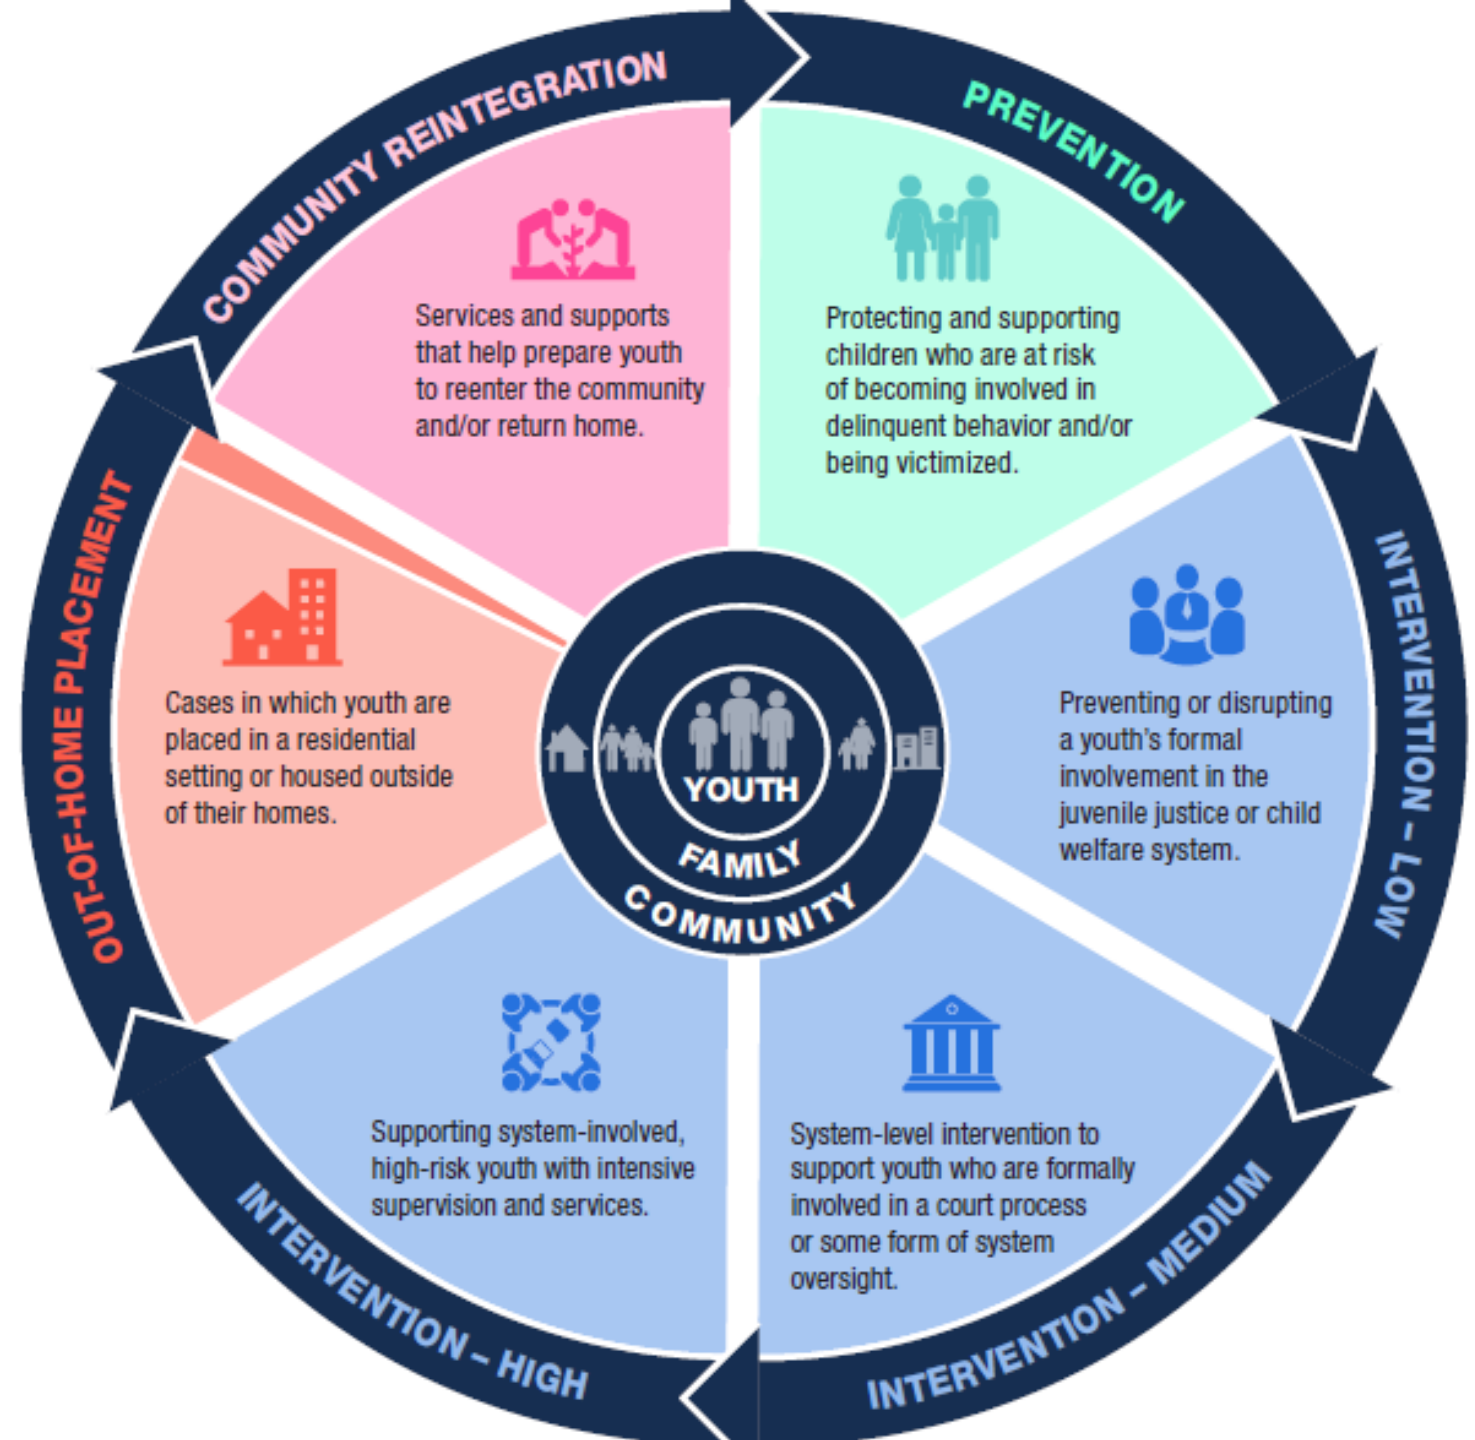 COMMUNITY REINTEGRATION
Services and supports
that help prepare youth
to reenter the community
and/or return home.
PREVENTION
Protecting and supporting
children who are at risk
of becoming involved in
delinquent behavior and/or
being victimized.
INTERVENTION – LOW
Preventing or disrupting
a youth's formal
involvement in the
juvenile justice or child
welfare system.
INTERVENTION – MEDIUM
System-level intervention to
support youth who are formally
involved in a court process
or some form of system
oversight.
INTERVENTION – HIGH
Supporting system-involved,
high-risk youth with intensive
supervision and services.
OUT-OF-HOME PLACEMENT
Cases in which youth are
placed in a residential
setting or housed outside
of their homes.
YOUTH
FAMILY
COMMUNITY